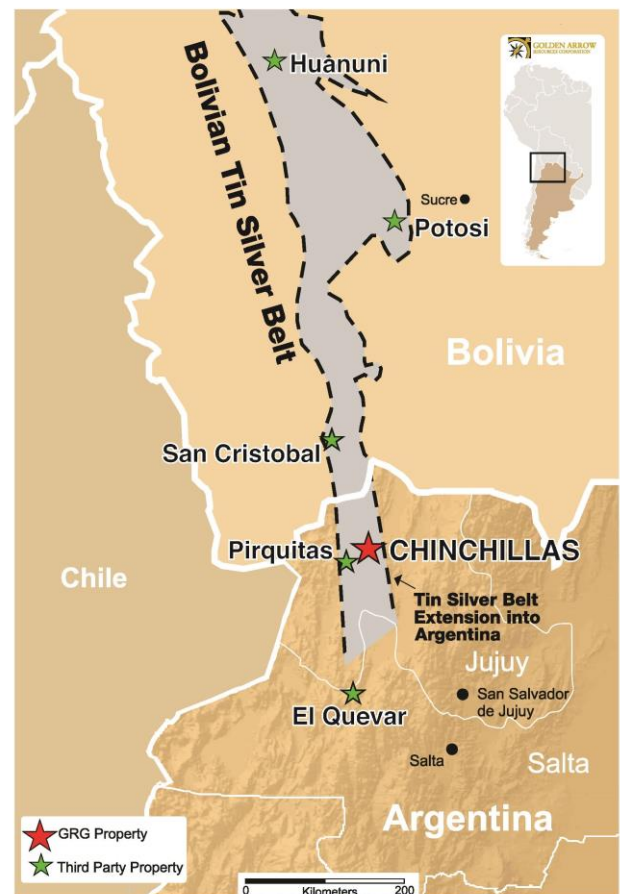 Huanuni
GOLDEN ARROW
RESOURCES CORPORATION
Bolivian Tin Silver Belt
Sucre
Potosi
Bolivia
San Cristobal
Pirquitas
CHINCHILLAS
Chile
Tin Silver Belt
Extension into
Argentina
Jujuy
San Salvador
de Jujuy
El Quevar
Salta
Salta
Argentina
GRG Property
Third Party Property
0 Kilometers 200